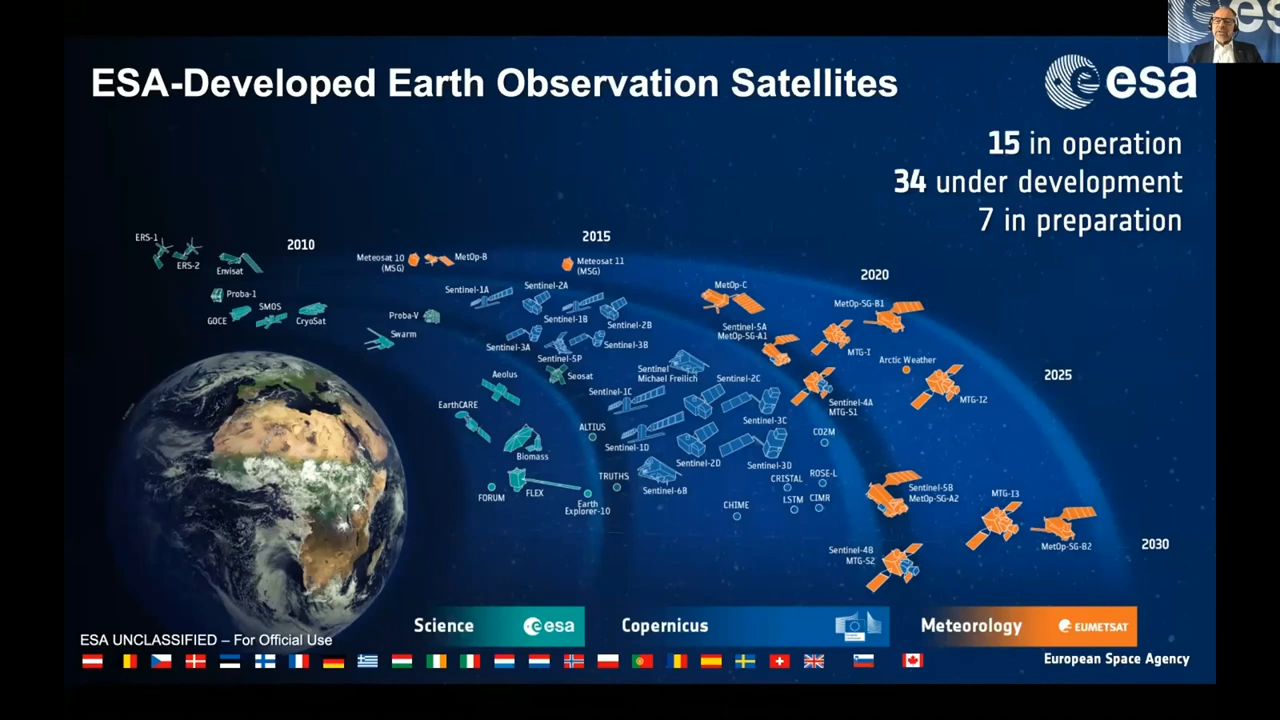 ESA-Developed Earth Observation Satellites
esa
15 in operation
34 under development
7 in preparation
2010
2015
2020
2025
2030
ERS-1
ERS-2
Envisat
Proba-1
GOCE
SMOS
CryoSat
Meteosat 10
(MSG)
MetOp-B
Meteosat 11
(MSG)
Proba-V
Swarm
Sentinel-1A
Sentinel-2A
Sentinel-1B
Sentinel-2B
Sentinel-3A
Sentinel-3B
Sentinel-5P
Seosat
Aeolus
EarthCARE
Biomass
FORUM
FLEX
Earth
Explorer-10
ALTIUS
TRUTHS
Sentinel
Michael Freilich
Sentinel-1C
Sentinel-2C
Sentinel-3C
Sentinel-1D
Sentinel-2D
Sentinel-3D
Sentinel-6B
CHIME
CRISTAL
LSTM
ROSE-L
CIMR
CO2M
MetOp-C
Sentinel-5A
MetOp-SG-A1
MTG-I
MetOp-SG-B1
Arctic Weather
MTG-I2
Sentinel-4A
MTG-S1
Sentinel-5B
MetOp-SG-A2
MTG-I3
MetOp-SG-B2
Sentinel-4B
MTG-S2
Science
esa
Copernicus
Meteorology
EUMETSAT
ESA UNCLASSIFIED – For Official Use
European Space Agency